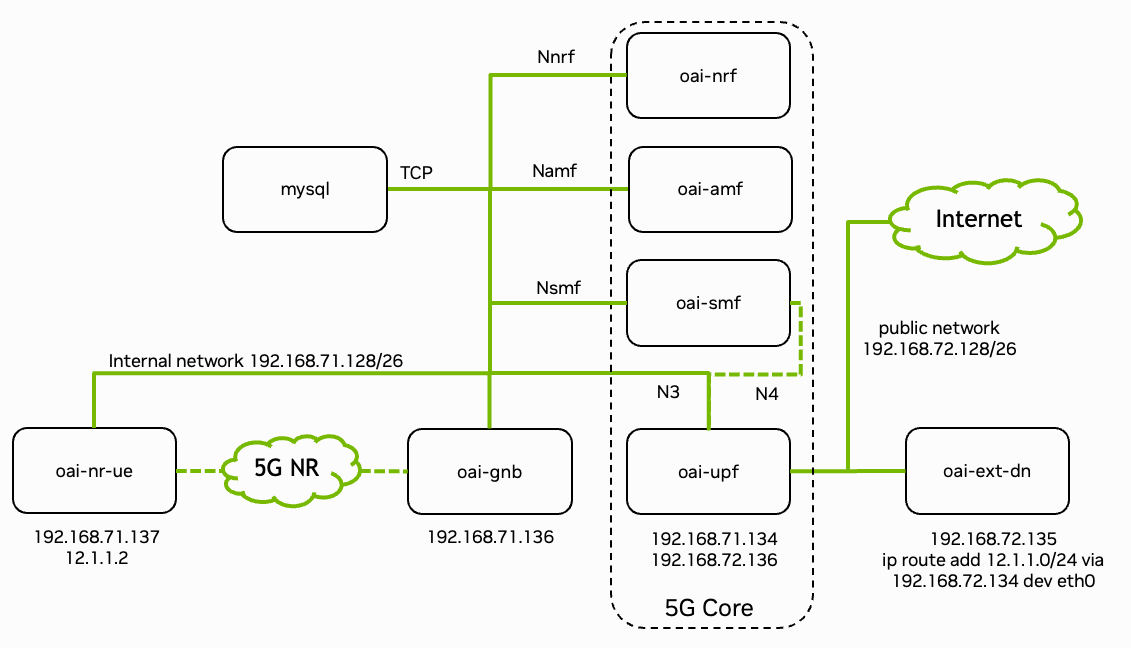 Nnrf
oai-nrf
mysql
TCP
Namf
oai-amf
Internet
Nsmf
oai-smf
public network
192.168.72.128/26
Internal network 192.168.71.128/26
N3
N4
oai-nr-ue
5G NR
oai-gnb
oai-upf
oai-ext-dn
192.168.71.137
12.1.1.2
192.168.71.136
192.168.71.134
192.168.72.136
192.168.72.135
ip route add 12.1.1.0/24 via
192.168.72.134 dev eth0
5G Core